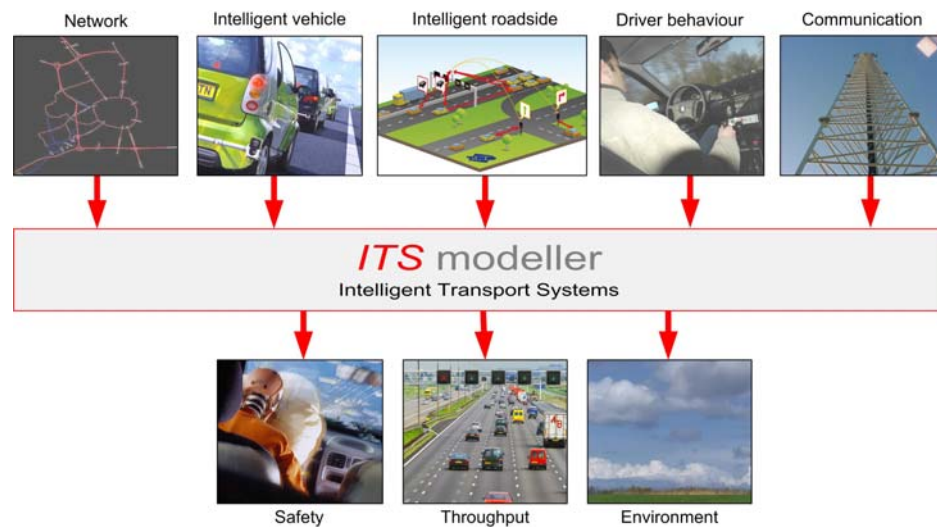 Network
Intelligent vehicle
Intelligent roadside
Driver behaviour
Communication
ITS modeller
Intelligent Transport Systems
Safety
Throughput
Environment